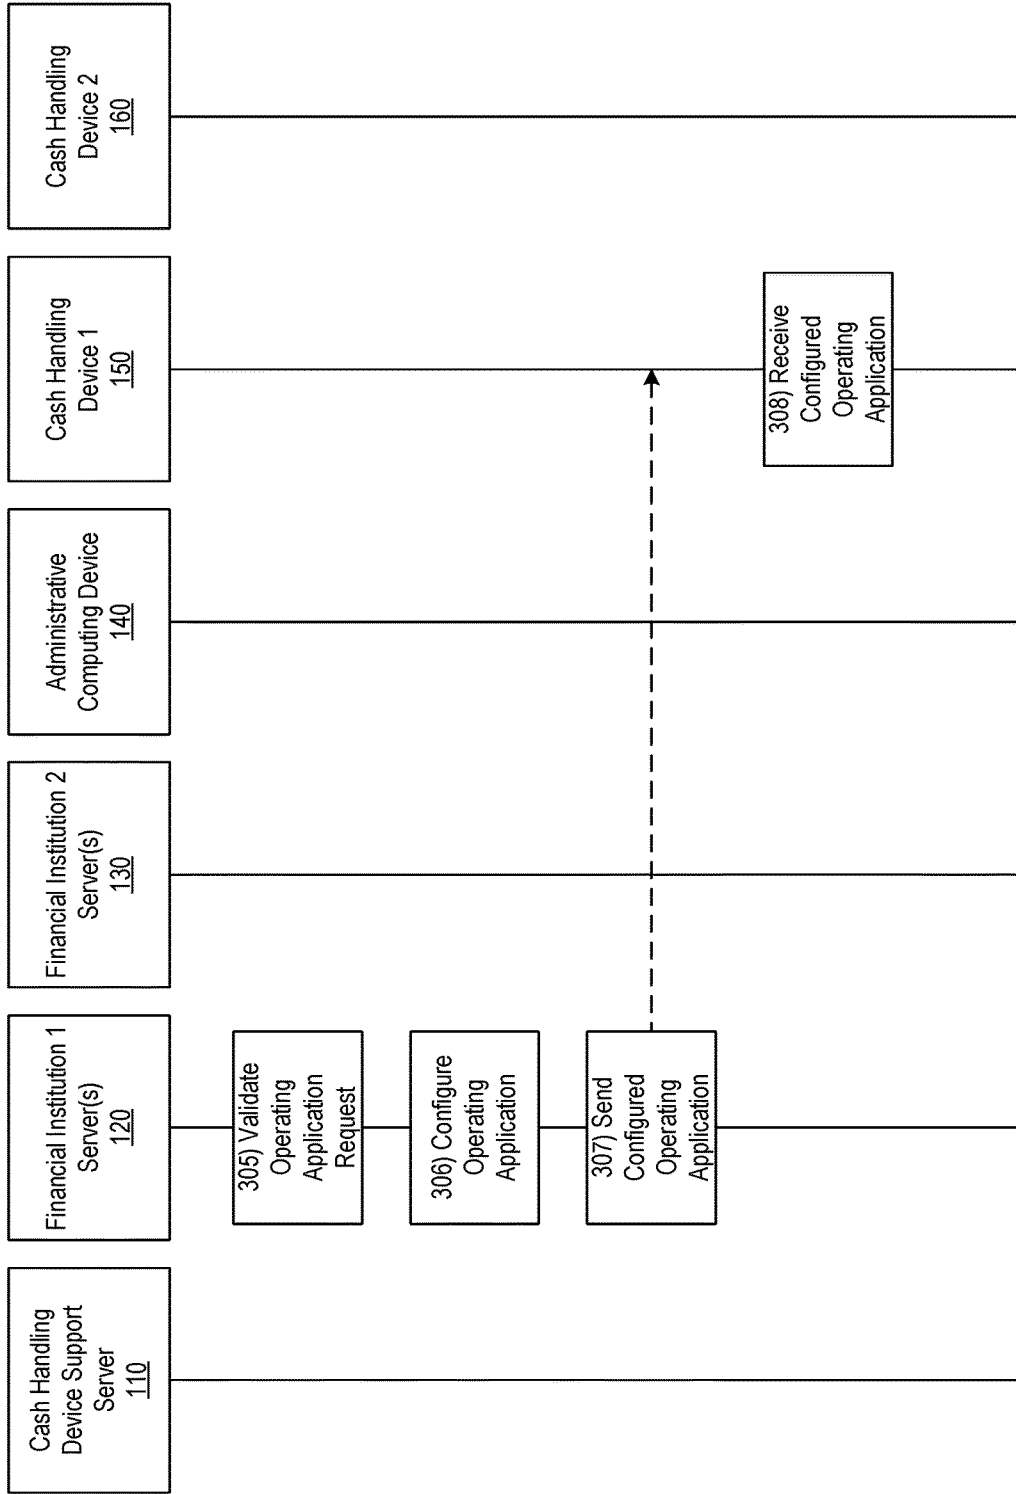 Cash Handling
Device Support
Server
110
Financial Institution 1
Server(s)
120
Financial Institution 2
Server(s)
130
Administrative
Computing Device
140
Cash Handling
Device 1
150
Cash Handling
Device 2
160
305) Validate
Operating
Application
Request
306) Configure
Operating
Application
307) Send
Configured
Operating
Application
308) Receive
Configured
Operating
Application